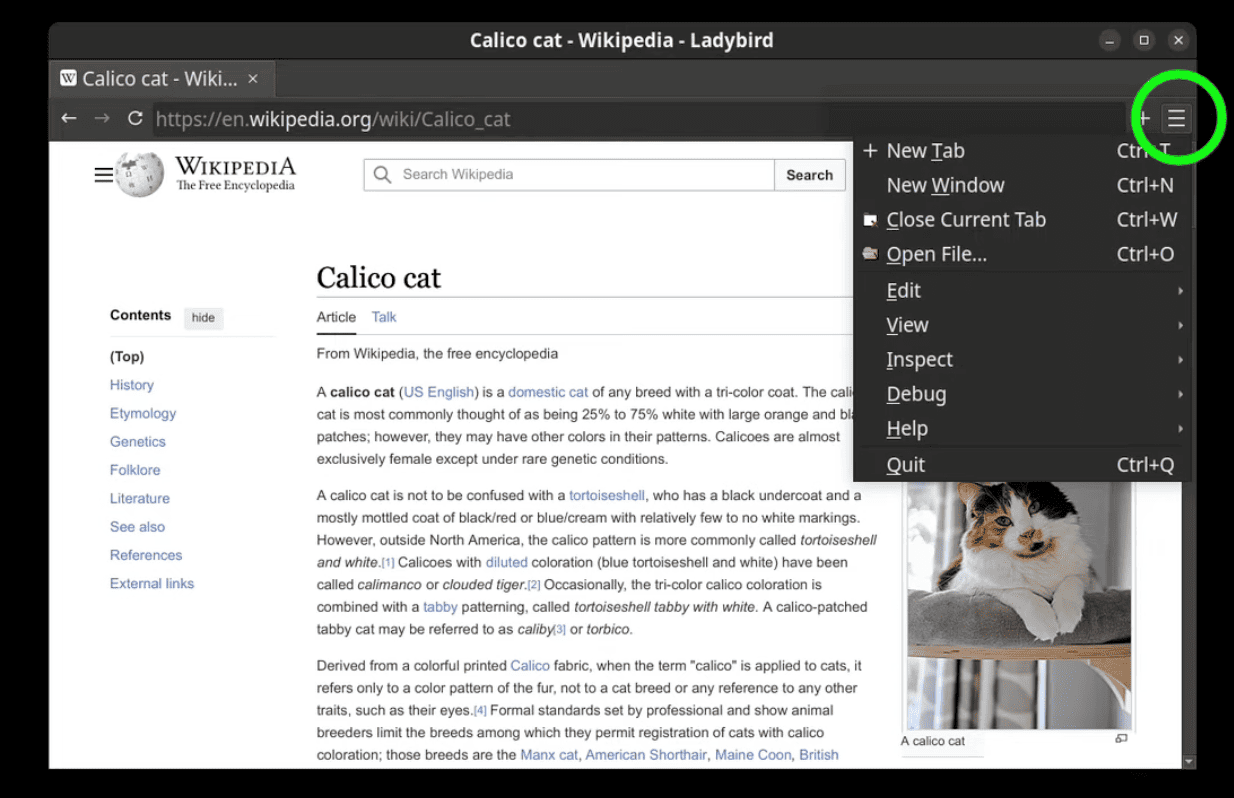 Calico cat - Wikipedia - Ladybird
W Calico cat - Wiki...
https://en.wikipedia.org/wiki/Calico_cat
New Tab Ctrl+T
New Window Ctrl+N
Close Current Tab Ctrl+W
Open File... Ctrl+O
Edit
View
Inspect
Debug
Help
Quit Ctrl+Q
WIKIPEDIA
The Free Encyclopedia
Search Wikipedia
Search
Contents hide
(Top)
History
Etymology
Genetics
Folklore
Literature
See also
References
External links
Calico cat
Article Talk
From Wikipedia, the free encyclopedia
A calico cat (US English) is a domestic cat of any breed with a tri-color coat. The
cat is most commonly thought of as being 25% to 75% white with large orange and
patches; however, they may have other colors in their patterns. Calicoes are almost
exclusively female except under rare genetic conditions.
A calico cat is not to be confused with a tortoiseshell, who has a black undercoat and a
mostly mottled coat of black/red or blue/cream with relatively few to no white markings.
However, outside North America, the calico pattern is more commonly called tortoiseshell
and white.[1] Calicoes with diluted coloration (blue tortoiseshell and white) have been
called calimanco or clouded tiger.[2] Occasionally, the tri-color calico coloration is
combined with a tabby patterning, called tortoiseshell tabby with white. A calico-patched
tabby cat may be referred to as caliby[3] or torbico.
Derived from a colorful printed Calico fabric, when the term "calico" is applied to cats, it
refers only to a color pattern of the fur, not to a cat breed or any reference to any other
traits, such as their eyes.[4] Formal standards set by professional and show animal
breeders limit the breeds among which they permit registration of cats with calico
coloration; those breeds are the Manx cat, American Shorthair, Maine Coon, British
A calico cat